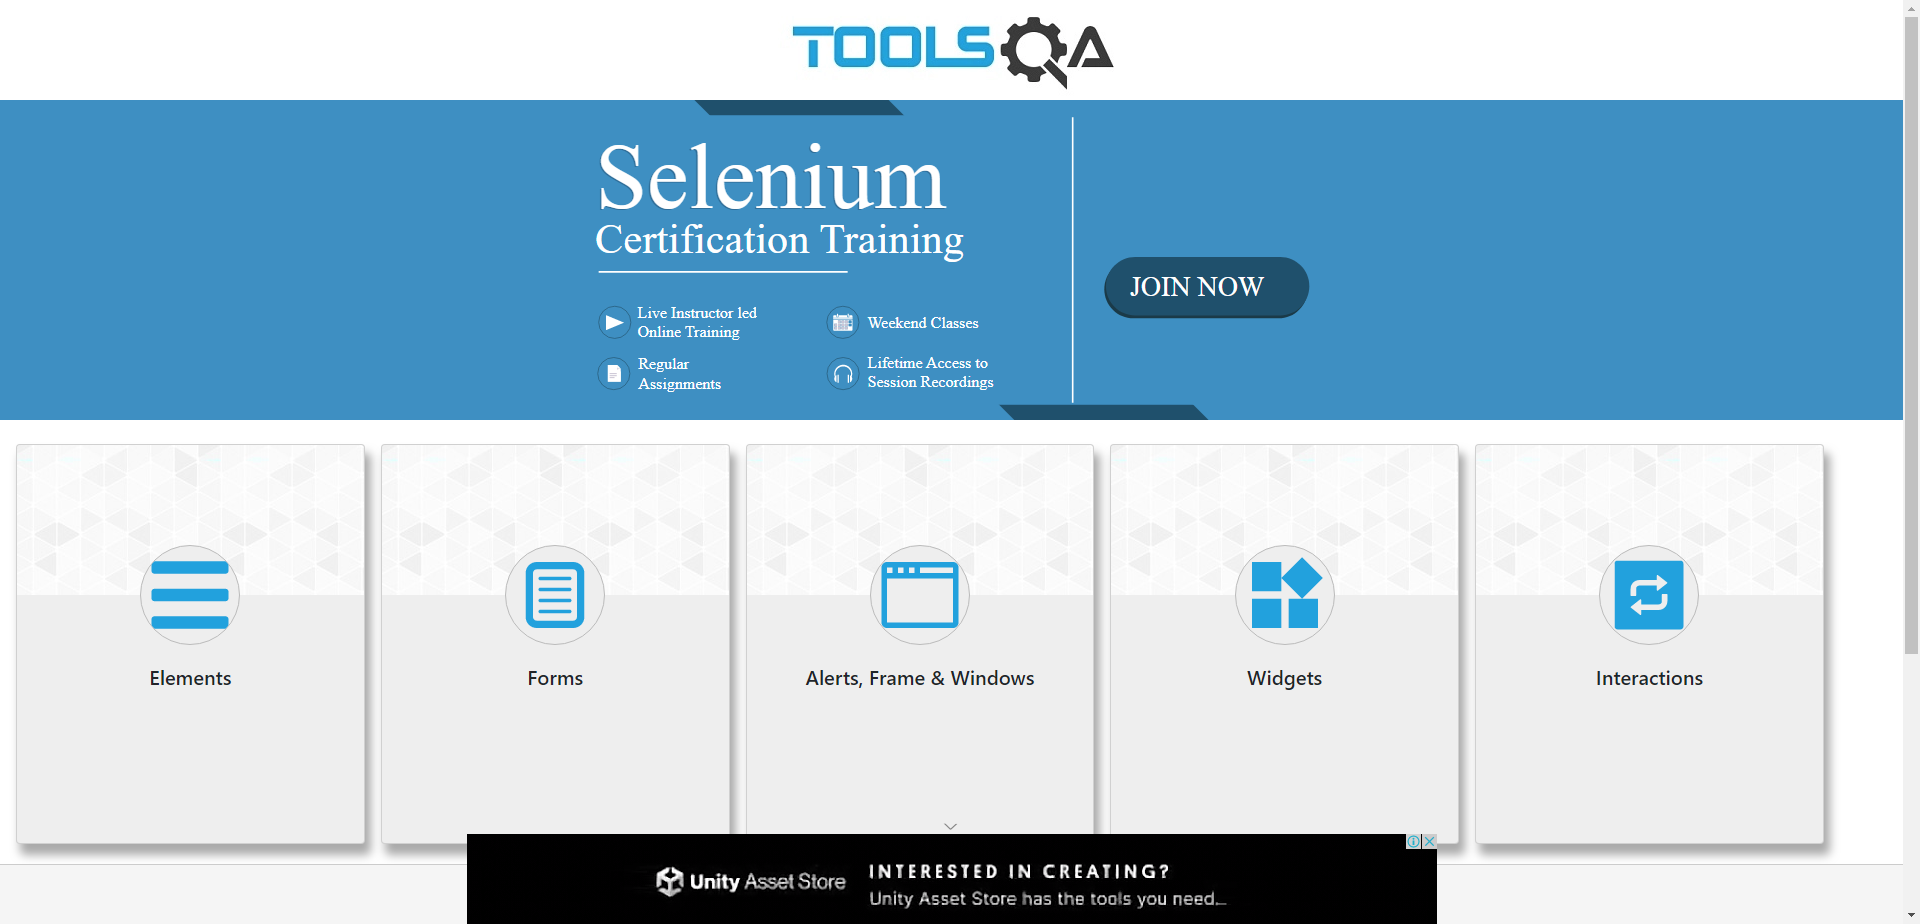 TOOLSQA
Selenium
Certification Training
Live Instructor led
Online Training
Weekend Classes
Regular
Assignments
Lifetime Access to
Session Recordings
JOIN NOW
Elements
Forms
Alerts, Frame & Windows
Widgets
Interactions
Unity Asset Store
INTERESTED IN CREATING?
Unity Asset Store has the tools you need...